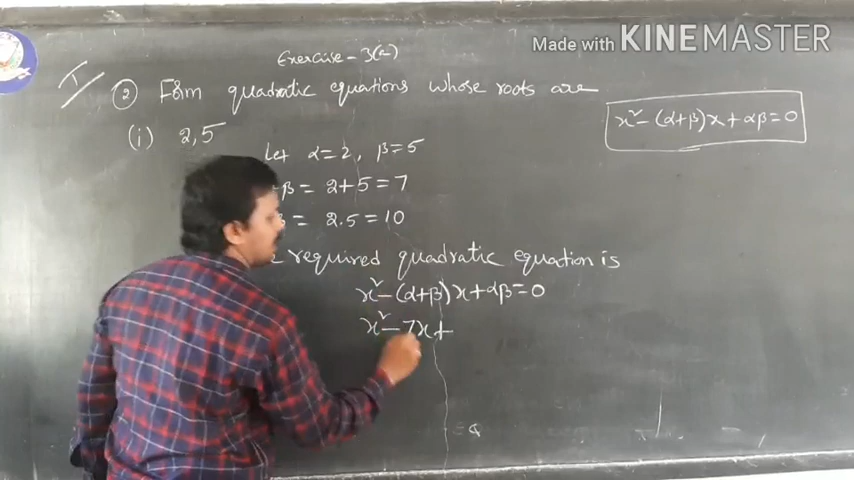 Made with KINEMASTER
Exercise - 3(a)
I
② Form quadratic equations whose roots are
x² - (α+β)x + αβ = 0
(i) 2, 5
Let α = 2, β = 5
β = 2+5 = 7
= 2.5 = 10
required quadratic equation is
x² - (α+β)x + αβ = 0
x² - 7x +